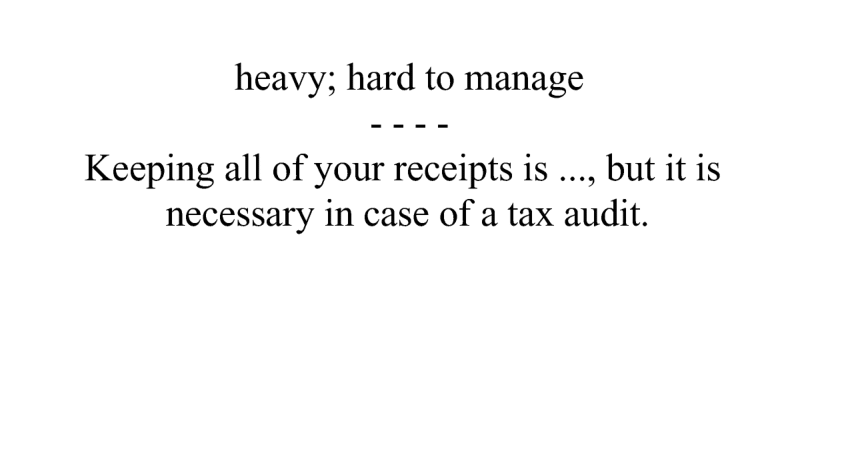 heavy; hard to manage
- - - -
Keeping all of your receipts is ..., but it is
necessary in case of a tax audit.